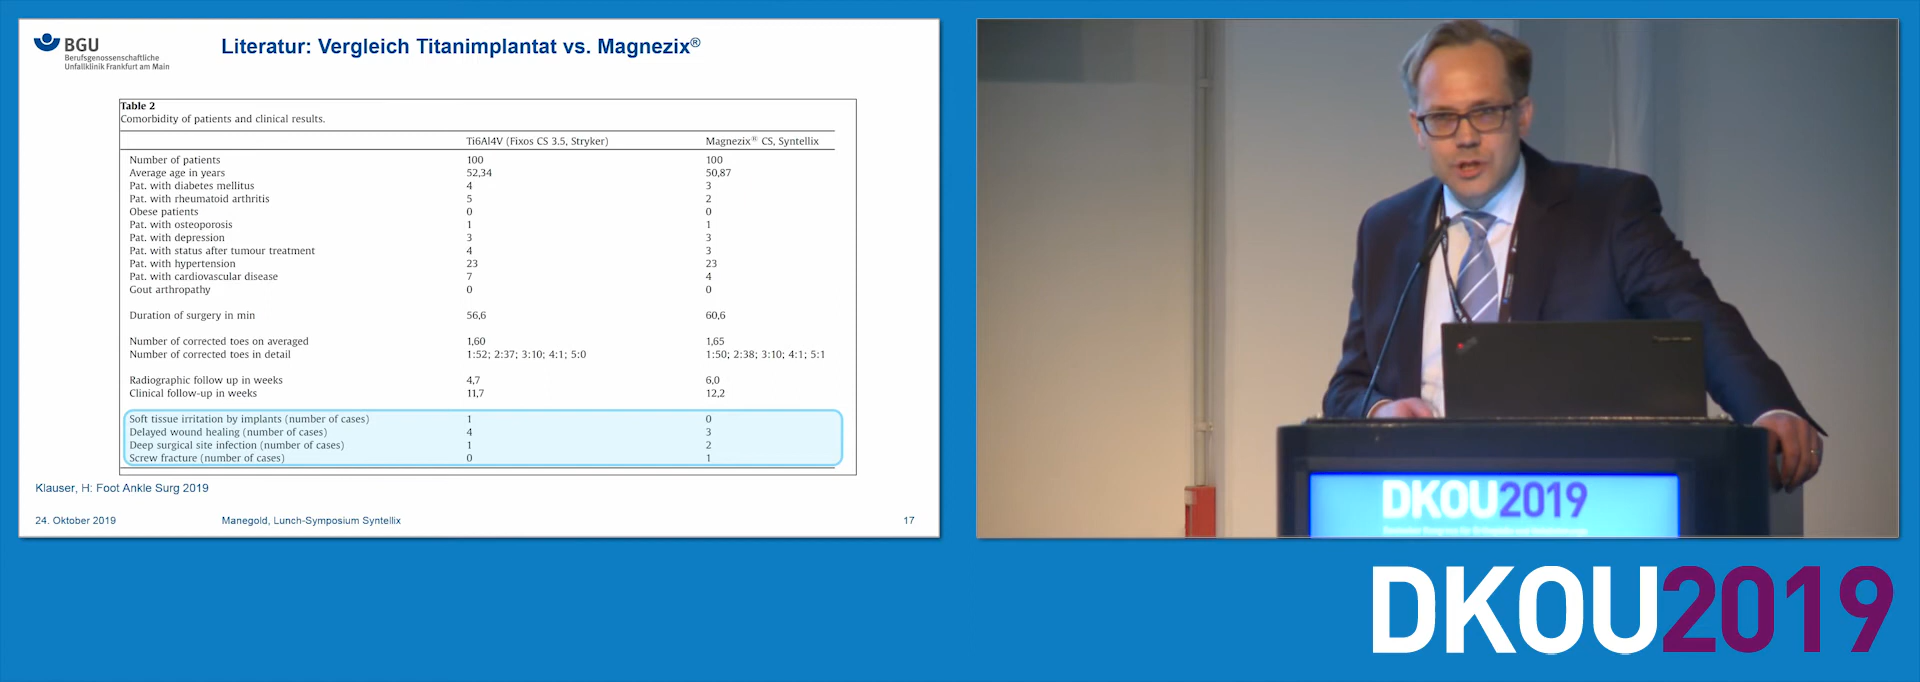 BGU
Berufsgenossenschaftliche
Unfallklinik Frankfurt am Main
Literatur: Vergleich Titanimplantat vs. Magnezix®
Table 2
Comorbidity of patients and clinical results.
Ti6Al4V (Fixos CS 3.5, Stryker) Magnezix® CS, Syntellix
Number of patients 100 100
Average age in years 52,34 50,87
Pat. with diabetes mellitus 4 3
Pat. with rheumatoid arthritis 5 2
Obese patients 0 0
Pat. with osteoporosis 1 1
Pat. with depression 3 3
Pat. with status after tumour treatment 4 3
Pat. with hypertension 23 23
Pat. with cardiovascular disease 7 4
Gout arthropathy 0 0
Duration of surgery in min 56,6 60,6
Number of corrected toes on averaged 1,60 1,65
Number of corrected toes in detail 1:52; 2:37; 3:10; 4:1; 5:0 1:50; 2:38; 3:10; 4:1; 5:1
Radiographic follow up in weeks 4,7 6,0
Clinical follow-up in weeks 11,7 12,2
Soft tissue irritation by implants (number of cases) 1 0
Delayed wound healing (number of cases) 4 3
Deep surgical site infection (number of cases) 1 2
Screw fracture (number of cases) 0 1
Klauser, H: Foot Ankle Surg 2019
24. Oktober 2019 Manegold, Lunch-Symposium Syntellix 17
DKOU2019
DKOU2019